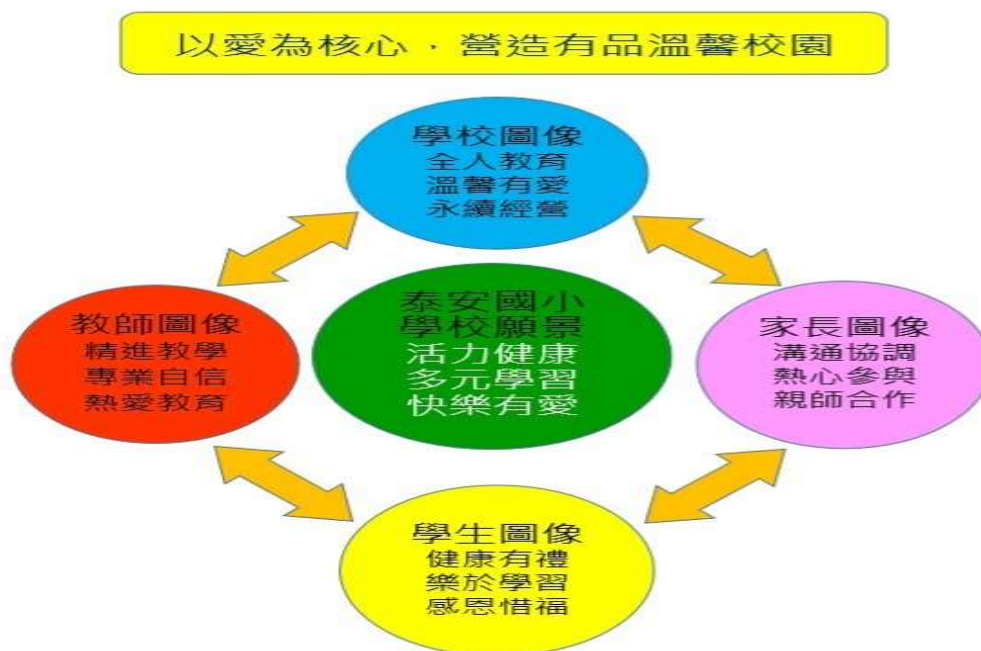 以愛為核心．營造有品溫馨校園
學校圖像
全人教育
溫馨有愛
永續經營
教師圖像
精進教學
專業自信
熱愛教育
泰安國小
學校願景
活力健康
多元學習
快樂有愛
家長圖像
溝通協調
熱心參與
親師合作
學生圖像
健康有禮
樂於學習
感恩惜福